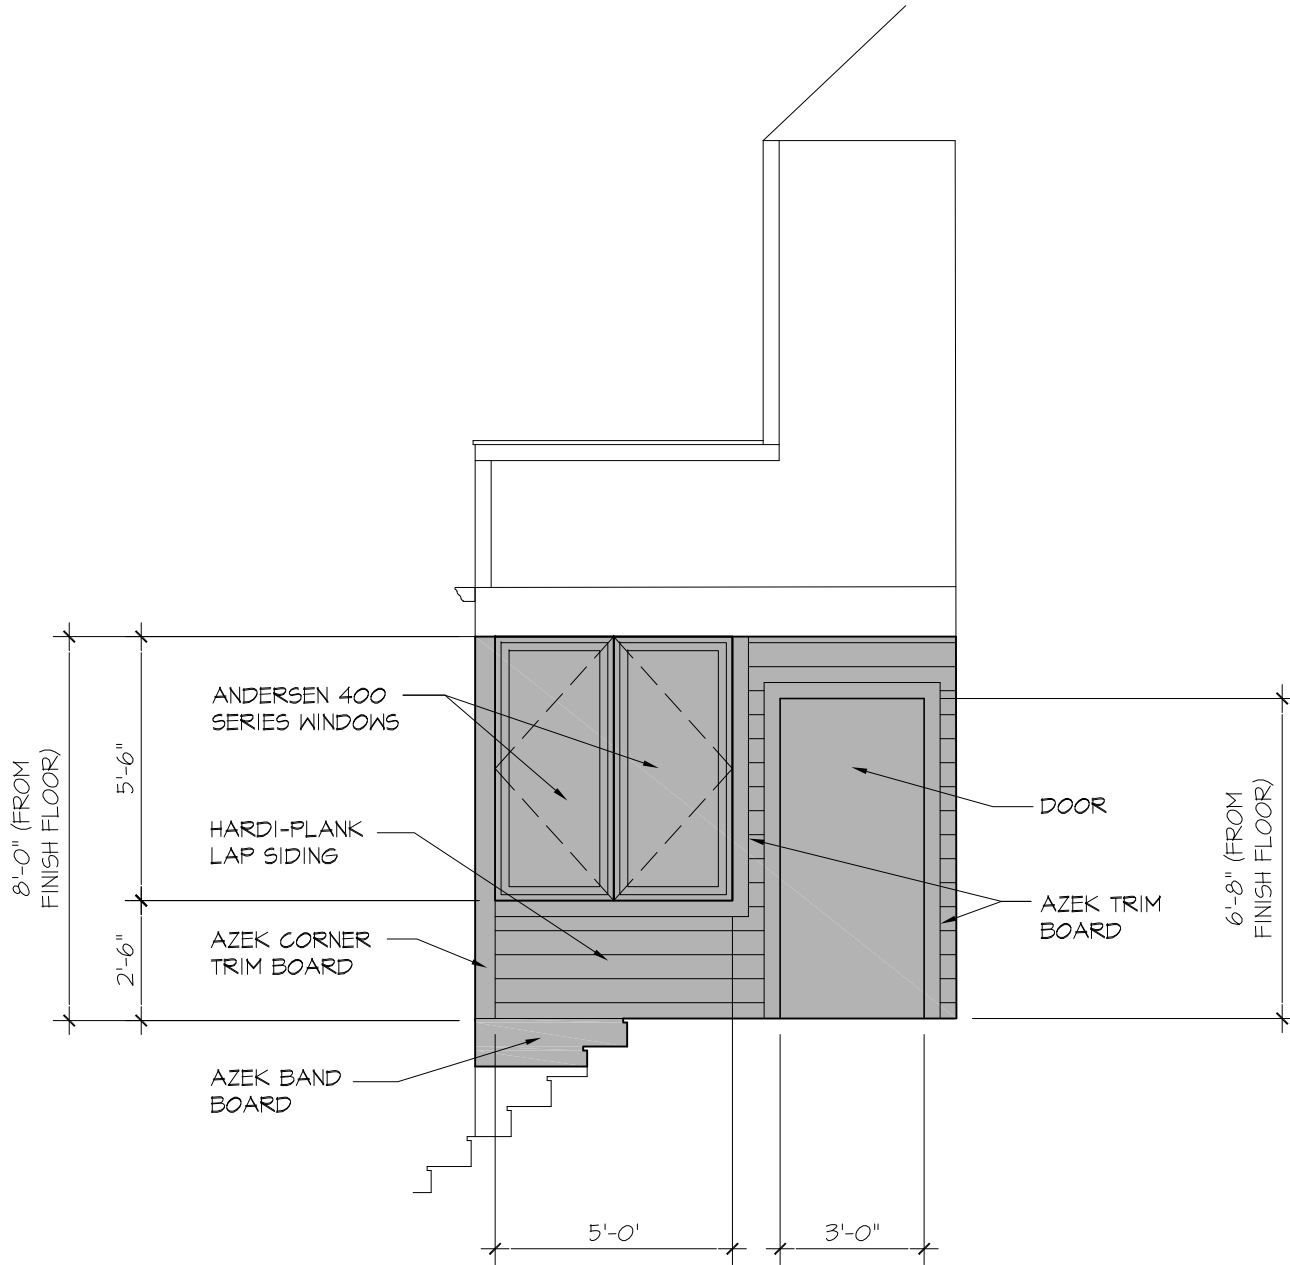 ANDERSEN 400
SERIES WINDOWS
8'-0" (FROM
FINISH FLOOR)
5'-6"
HARDI-PLANK
LAP SIDING
DOOR
6'-8" (FROM
FINISH FLOOR)
AZEK TRIM
BOARD
2'-6"
AZEK CORNER
TRIM BOARD
AZEK BAND
BOARD
5'-0'
3'-0"